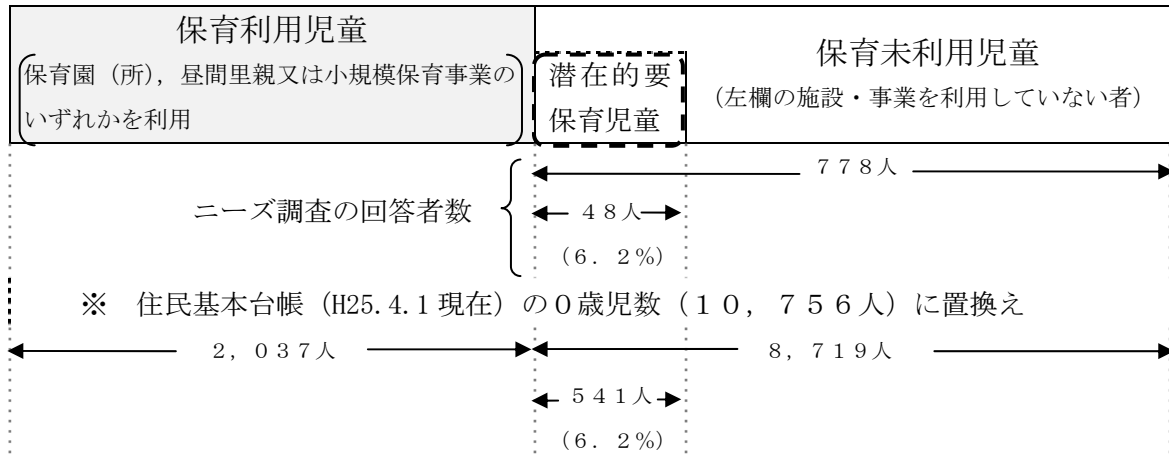 保育利用児童
保育園（所），昼間里親又は小規模保育事業の
いずれかを利用
潜在的要
保育児童
保育未利用児童
（左欄の施設・事業を利用していない者）
７７８人
ニーズ調査の回答者数
４８人
（６．２％）
※　住民基本台帳（H25.4.1 現在）の０歳児数（１０，７５６人）に置換え
２，０３７人
８，７１９人
５４１人
（６．２％）